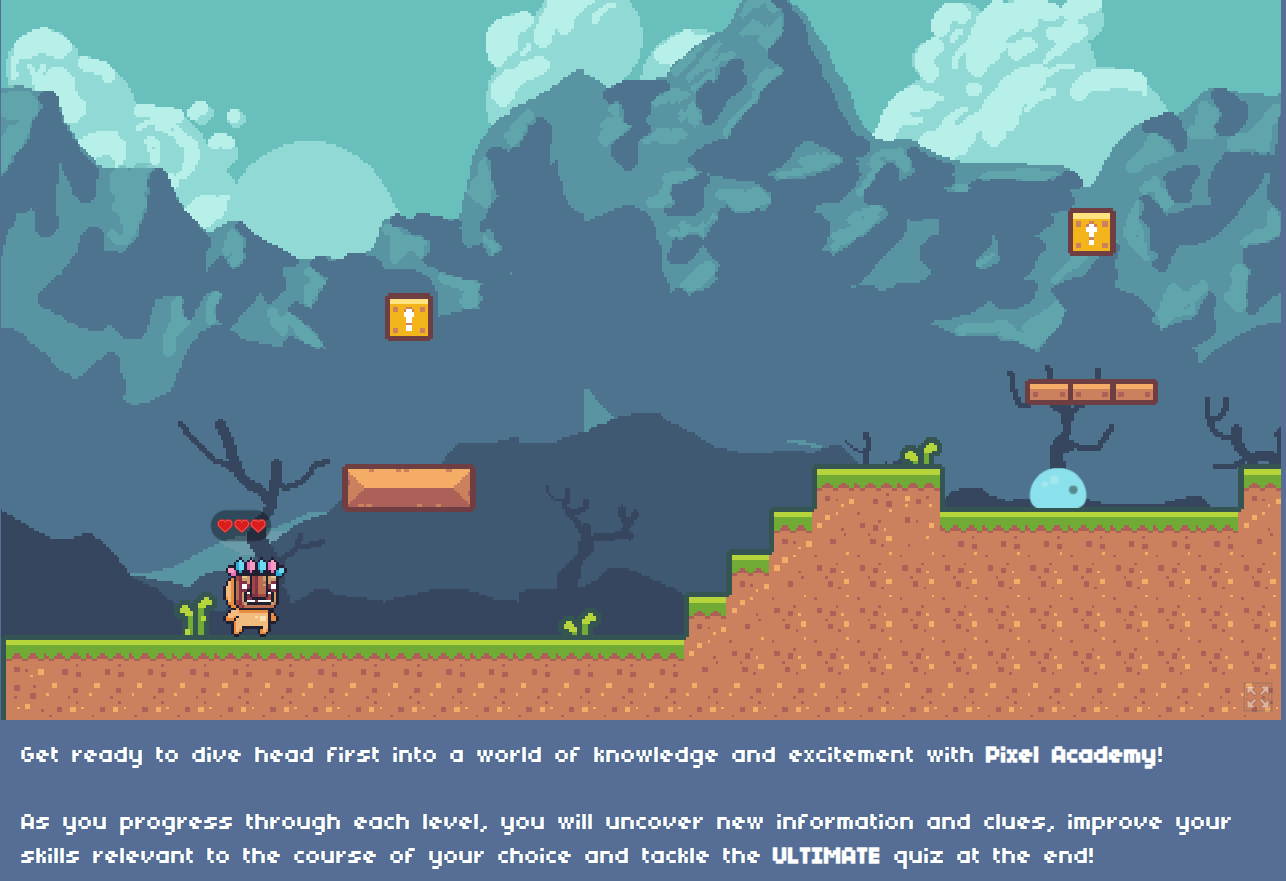 !
!
Get ready to dive head first into a world of knowledge and excitement with Pixel Academy!
As you progress through each level, you will uncover new information and clues, improve your
skills relevant to the course of your choice and tackle the ULTIMATE quiz at the end!